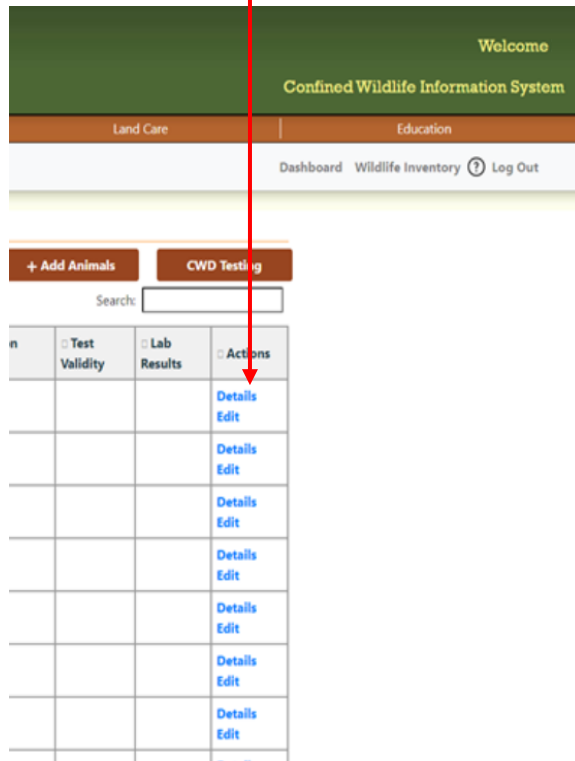 Welcome
Confined Wildlife Information System
Land Care Education
Dashboard Wildlife Inventory ? Log Out
+ Add Animals CWD Testing
Search:
n Test Validity Lab Results Actions
Details
Edit
Details
Edit
Details
Edit
Details
Edit
Details
Edit
Details
Edit
Details
Edit